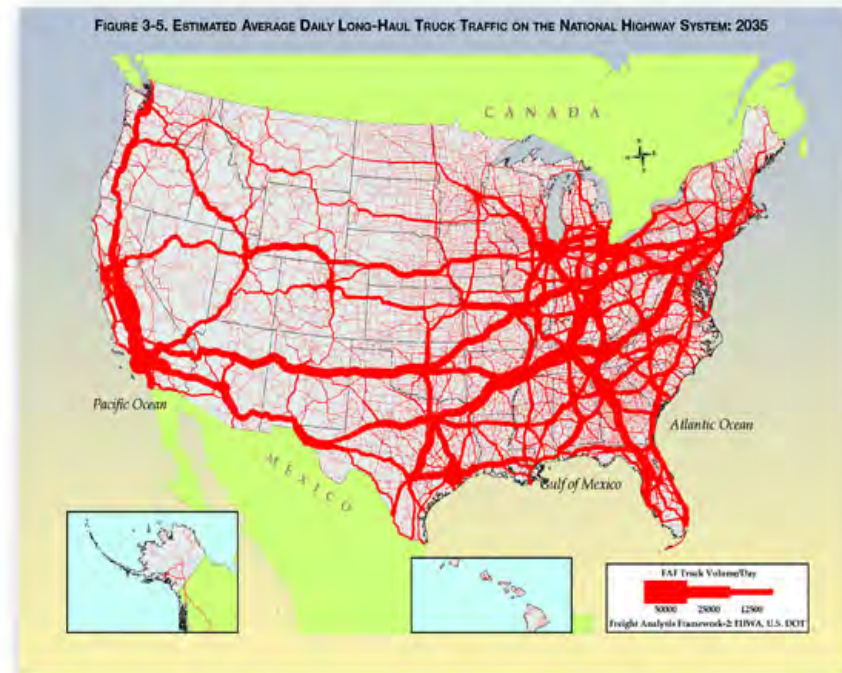 FIGURE 3-5. ESTIMATED AVERAGE DAILY LONG-HAUL TRUCK TRAFFIC ON THE NATIONAL HIGHWAY SYSTEM: 2035
CANADA
Pacific Ocean
Atlantic Ocean
MÉXICO
Gulf of Mexico
FAF Truck Volume/Day
50000 25000 12500
Freight Analysis Framework-2: FHWA, U.S. DOT